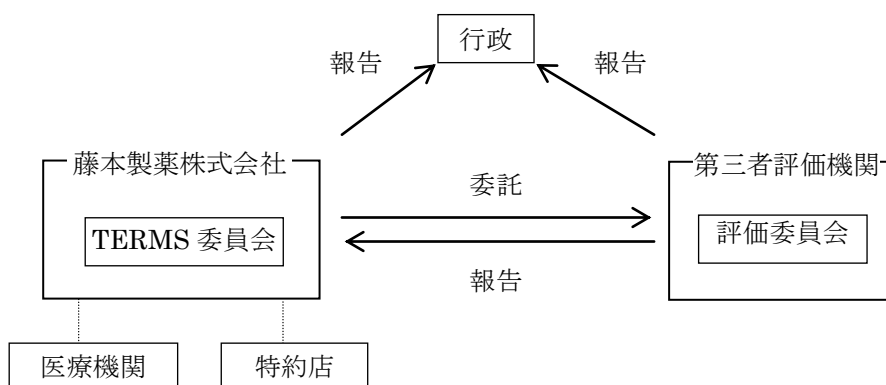 行政
報告
報告
藤本製薬株式会社
第三者評価機関
委託
TERMS 委員会
評価委員会
報告
医療機関
特約店